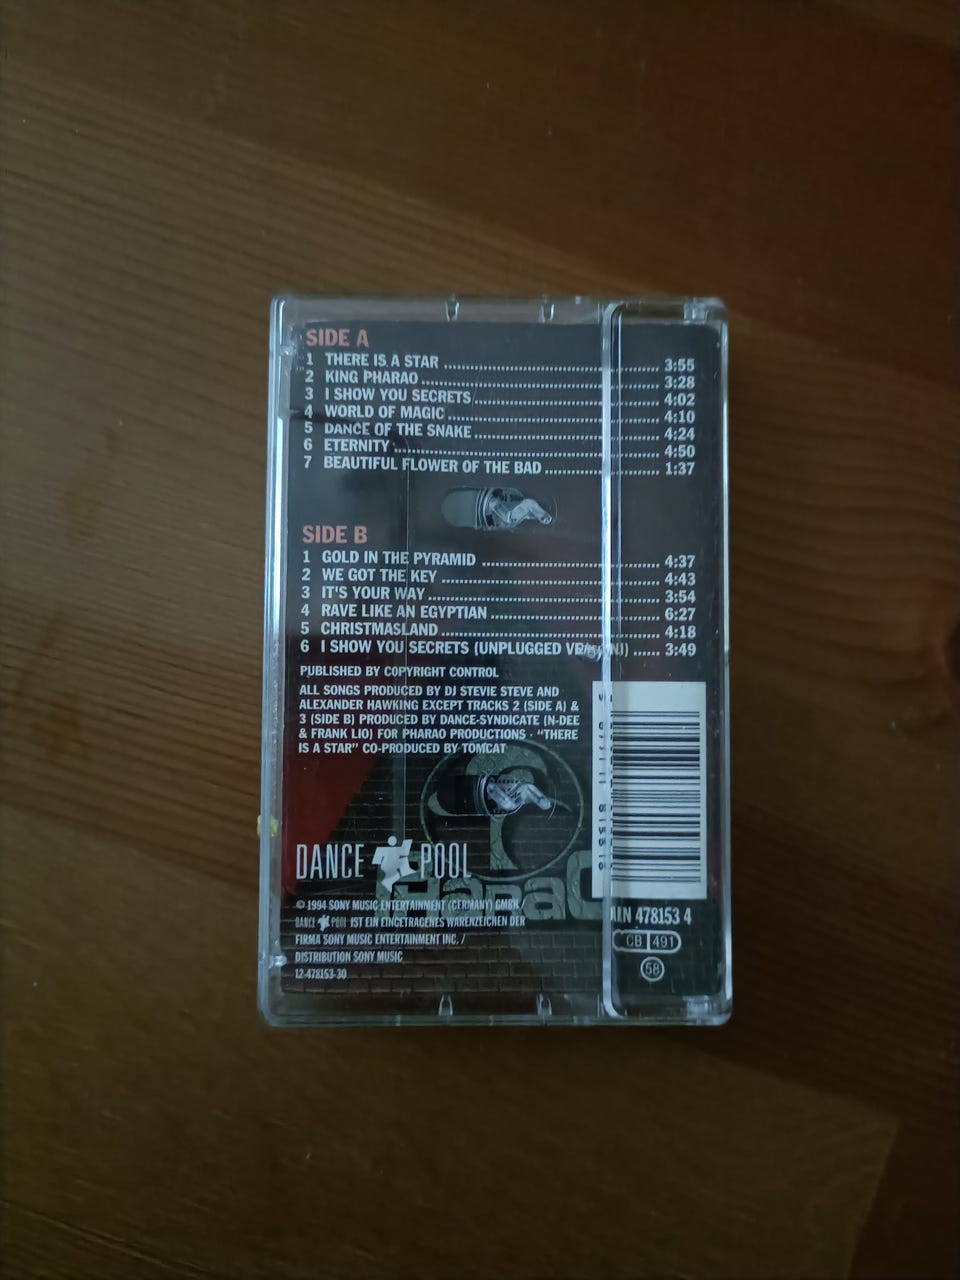 SIDE A
1 THERE IS A STAR 3:55
2 KING PHARAO 3:28
3 I SHOW YOU SECRETS 4:02
4 WORLD OF MAGIC 4:10
5 DANCE OF THE SNAKE 4:24
6 ETERNITY 4:50
7 BEAUTIFUL FLOWER OF THE BAD 1:37
SIDE B
1 GOLD IN THE PYRAMID 4:37
2 WE GOT THE KEY 4:43
3 IT'S YOUR WAY 3:54
4 RAVE LIKE AN EGYPTIAN 6:27
5 CHRISTMASLAND 4:18
6 I SHOW YOU SECRETS (UNPLUGGED VERSION) 3:49
PUBLISHED BY COPYRIGHT CONTROL
ALL SONGS PRODUCED BY DJ STEVIE STEVE AND
ALEXANDER HAWKING EXCEPT TRACKS 2 (SIDE A) &
3 (SIDE B) PRODUCED BY DANCE-SYNDICATE (N-DEE
& FRANK LIO) FOR PHARAO PRODUCTIONS · "THERE
IS A STAR" CO-PRODUCED BY TOMCAT
DANCE POOL
© 1994 SONY MUSIC ENTERTAINMENT (GERMANY) GMBH /
DANCE POOL IST EIN EINGETRAGENES WARENZEICHEN DER
FIRMA SONY MUSIC ENTERTAINMENT INC. /
DISTRIBUTION SONY MUSIC
12-478153-30
478153 4
CB 491
58